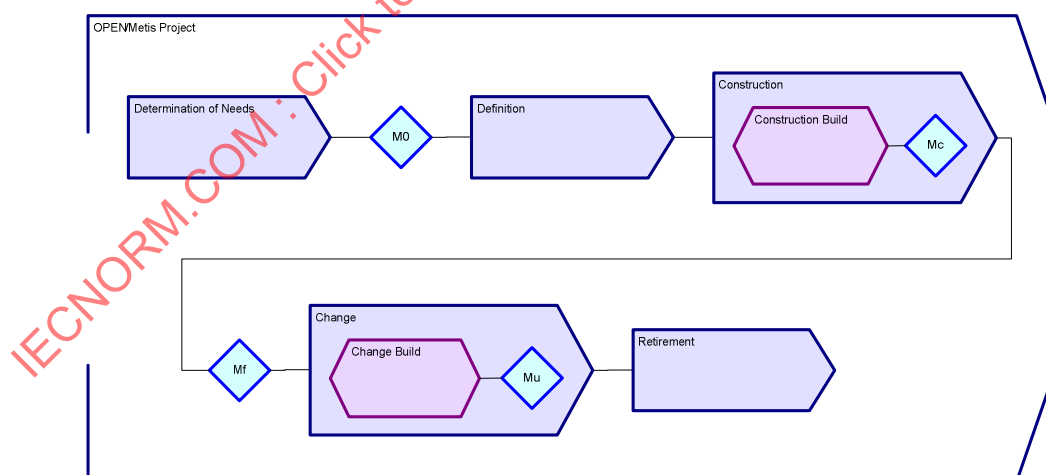 OPEN/Metis Project
Determination of Needs
M0
Definition
Construction
Construction Build
Mc
Mf
Change
Change Build
Mu
Retirement
IECNORM.COM : Click to